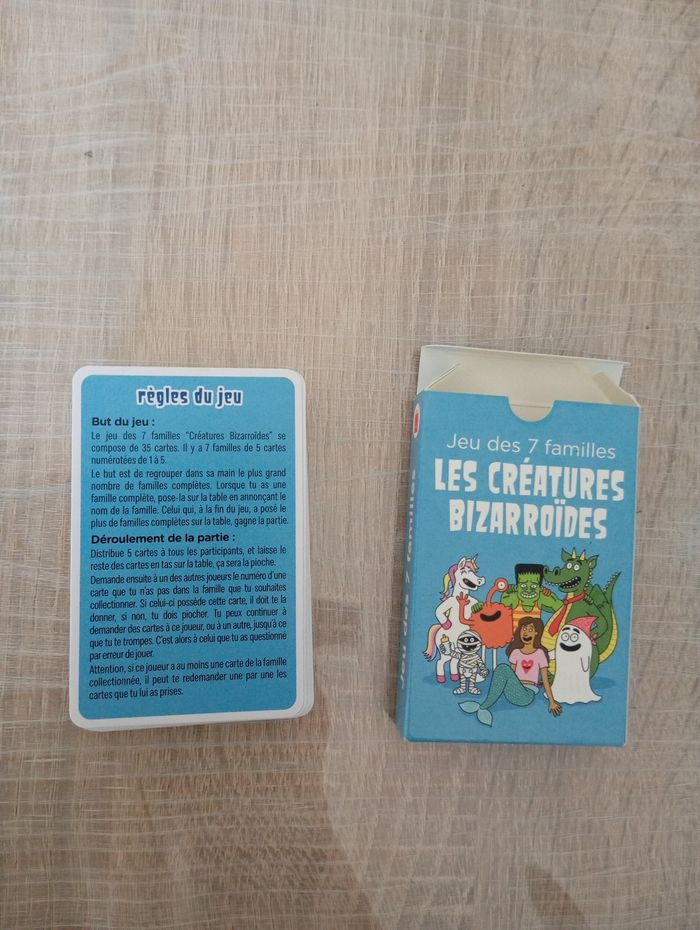 règles du jeu
But du jeu :
Le jeu des 7 familles "Créatures Bizarroïdes" se
compose de 35 cartes. Il y a 7 familles de 5 cartes
numérotées de 1 à 5.
Le but est de regrouper dans sa main le plus grand
nombre de familles complètes. Lorsque tu as une
famille complète, pose-la sur la table en annonçant le
nom de la famille. Celui qui, à la fin du jeu, a posé le
plus de familles complètes sur la table, gagne la partie.
Déroulement de la partie :
Distribue 5 cartes à tous les participants, et laisse le
reste des cartes en tas sur la table, ça sera la pioche.
Demande ensuite à un des autres joueurs le numéro d'une
carte que tu n'as pas dans la famille que tu souhaites
collectionner. Si celui-ci possède cette carte, il doit te la
donner, si non, tu dois piocher. Tu peux continuer à
demander des cartes à ce joueur, ou à un autre, jusqu'à ce
que tu te trompes. C'est alors à celui que tu as questionné
par erreur de jouer.
Attention, si ce joueur a au moins une carte de la famille
collectionnée, il peut te redemander une par une les
cartes que tu lui as prises.
Jeu des 7 familles
LES CRÉATURES
BIZARROÏDES
Jeu des 7 familles